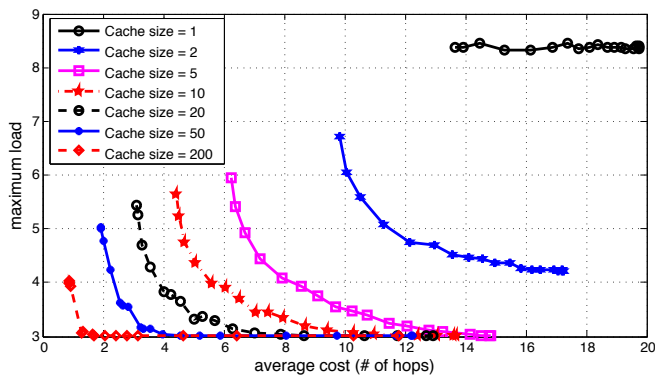 9
8
7
6
5
4
3
0
2
4
6
8
10
12
14
16
18
20
maximum load
average cost (# of hops)
Cache size = 1
Cache size = 2
Cache size = 5
Cache size = 10
Cache size = 20
Cache size = 50
Cache size = 200